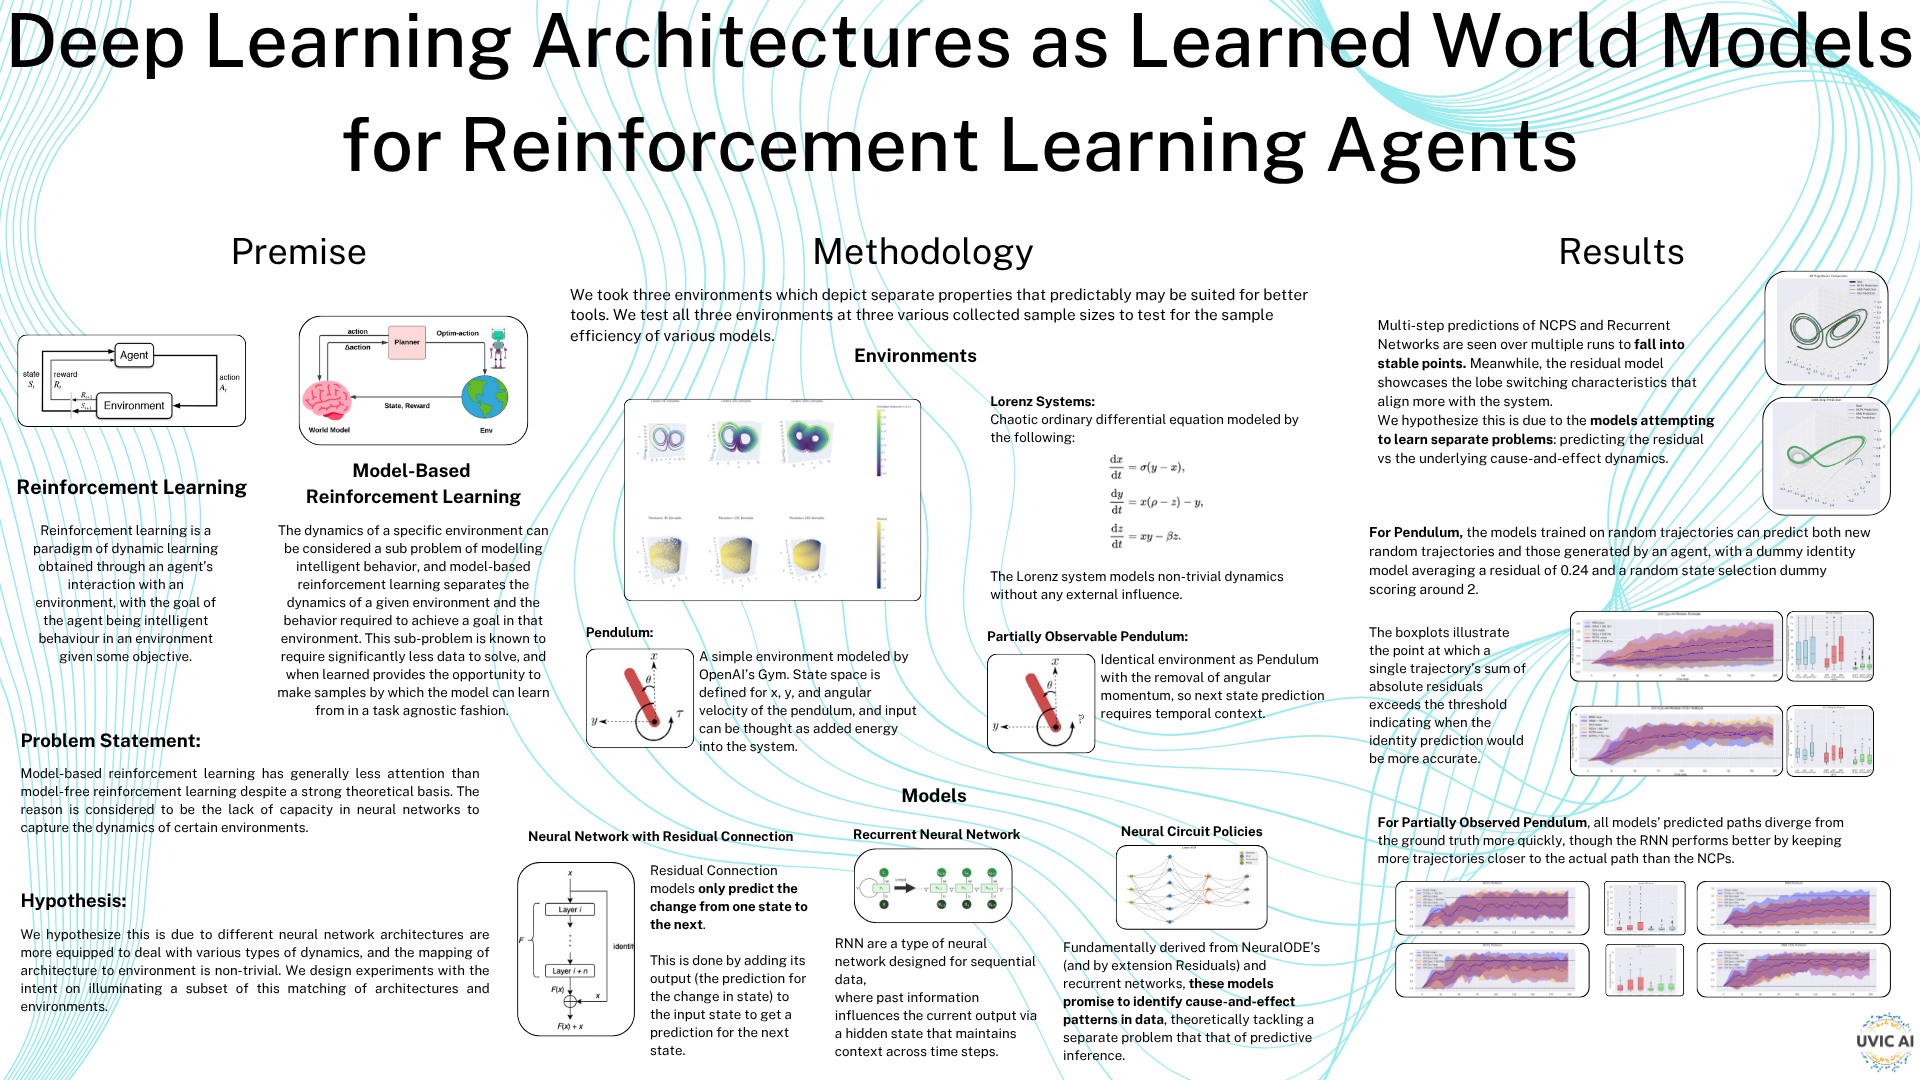 Deep Learning Architectures as Learned World Models
for Reinforcement Learning Agents
Premise
Agent
state
S_t
reward
R_t
action
A_t
R_{t+1}
S_{t+1}
Environment
Reinforcement Learning
Reinforcement learning is a
paradigm of dynamic learning
obtained through an agent's
interaction with an
environment, with the goal of
the agent being intelligent
behaviour in an environment
given some objective.
action
Δaction
Planner
Optim-action
State, Reward
World Model
Env
Model-Based
Reinforcement Learning
The dynamics of a specific environment can
be considered a sub problem of modelling
intelligent behavior, and model-based
reinforcement learning separates the
dynamics of a given environment and the
behavior required to achieve a goal in that
environment. This sub-problem is known to
require significantly less data to solve, and
when learned provides the opportunity to
make samples by which the model can learn
from in a task agnostic fashion.
Problem Statement:
Model-based reinforcement learning has generally less attention than
model-free reinforcement learning despite a strong theoretical basis. The
reason is considered to be the lack of capacity in neural networks to
capture the dynamics of certain environments.
Hypothesis:
We hypothesize this is due to different neural network architectures are
more equipped to deal with various types of dynamics, and the mapping of
architecture to environment is non-trivial. We design experiments with the
intent on illuminating a subset of this matching of architectures and
environments.
Methodology
We took three environments which depict separate properties that predictably may be suited for better
tools. We test all three environments at three various collected sample sizes to test for the sample
efficiency of various models.
Environments
Lorenz Systems:
Chaotic ordinary differential equation modeled by
the following:
dx/dt = σ(y − x),
dy/dt = x(ρ − z) − y,
dz/dt = xy − βz.
The Lorenz system models non-trivial dynamics
without any external influence.
Pendulum:
x
θ
y
τ
A simple environment modeled by
OpenAI's Gym. State space is
defined for x, y, and angular
velocity of the pendulum, and input
can be thought as added energy
into the system.
Partially Observable Pendulum:
x
θ
y
?
Identical environment as Pendulum
with the removal of angular
momentum, so next state prediction
requires temporal context.
Models
Neural Network with Residual Connection
x
Layer i
F
identity
Layer i + n
F(x)
x
F(x) + x
Residual Connection
models only predict the
change from one state to
the next.
This is done by adding its
output (the prediction for
the change in state) to
the input state to get a
prediction for the next
state.
Recurrent Neural Network
RNN are a type of neural
network designed for sequential
data,
where past information
influences the current output via
a hidden state that maintains
context across time steps.
Neural Circuit Policies
Fundamentally derived from NeuralODE's
(and by extension Residuals) and
recurrent networks, these models
promise to identify cause-and-effect
patterns in data, theoretically tackling a
separate problem that that of predictive
inference.
Results
Multi-step predictions of NCPS and Recurrent
Networks are seen over multiple runs to fall into
stable points. Meanwhile, the residual model
showcases the lobe switching characteristics that
align more with the system.
We hypothesize this is due to the models attempting
to learn separate problems: predicting the residual
vs the underlying cause-and-effect dynamics.
For Pendulum, the models trained on random trajectories can predict both new
random trajectories and those generated by an agent, with a dummy identity
model averaging a residual of 0.24 and a random state selection dummy
scoring around 2.
The boxplots illustrate
the point at which a
single trajectory's sum of
absolute residuals
exceeds the threshold
indicating when the
identity prediction would
be more accurate.
For Partially Observed Pendulum, all models' predicted paths diverge from
the ground truth more quickly, though the RNN performs better by keeping
more trajectories closer to the actual path than the NCPs.
UVIC AI